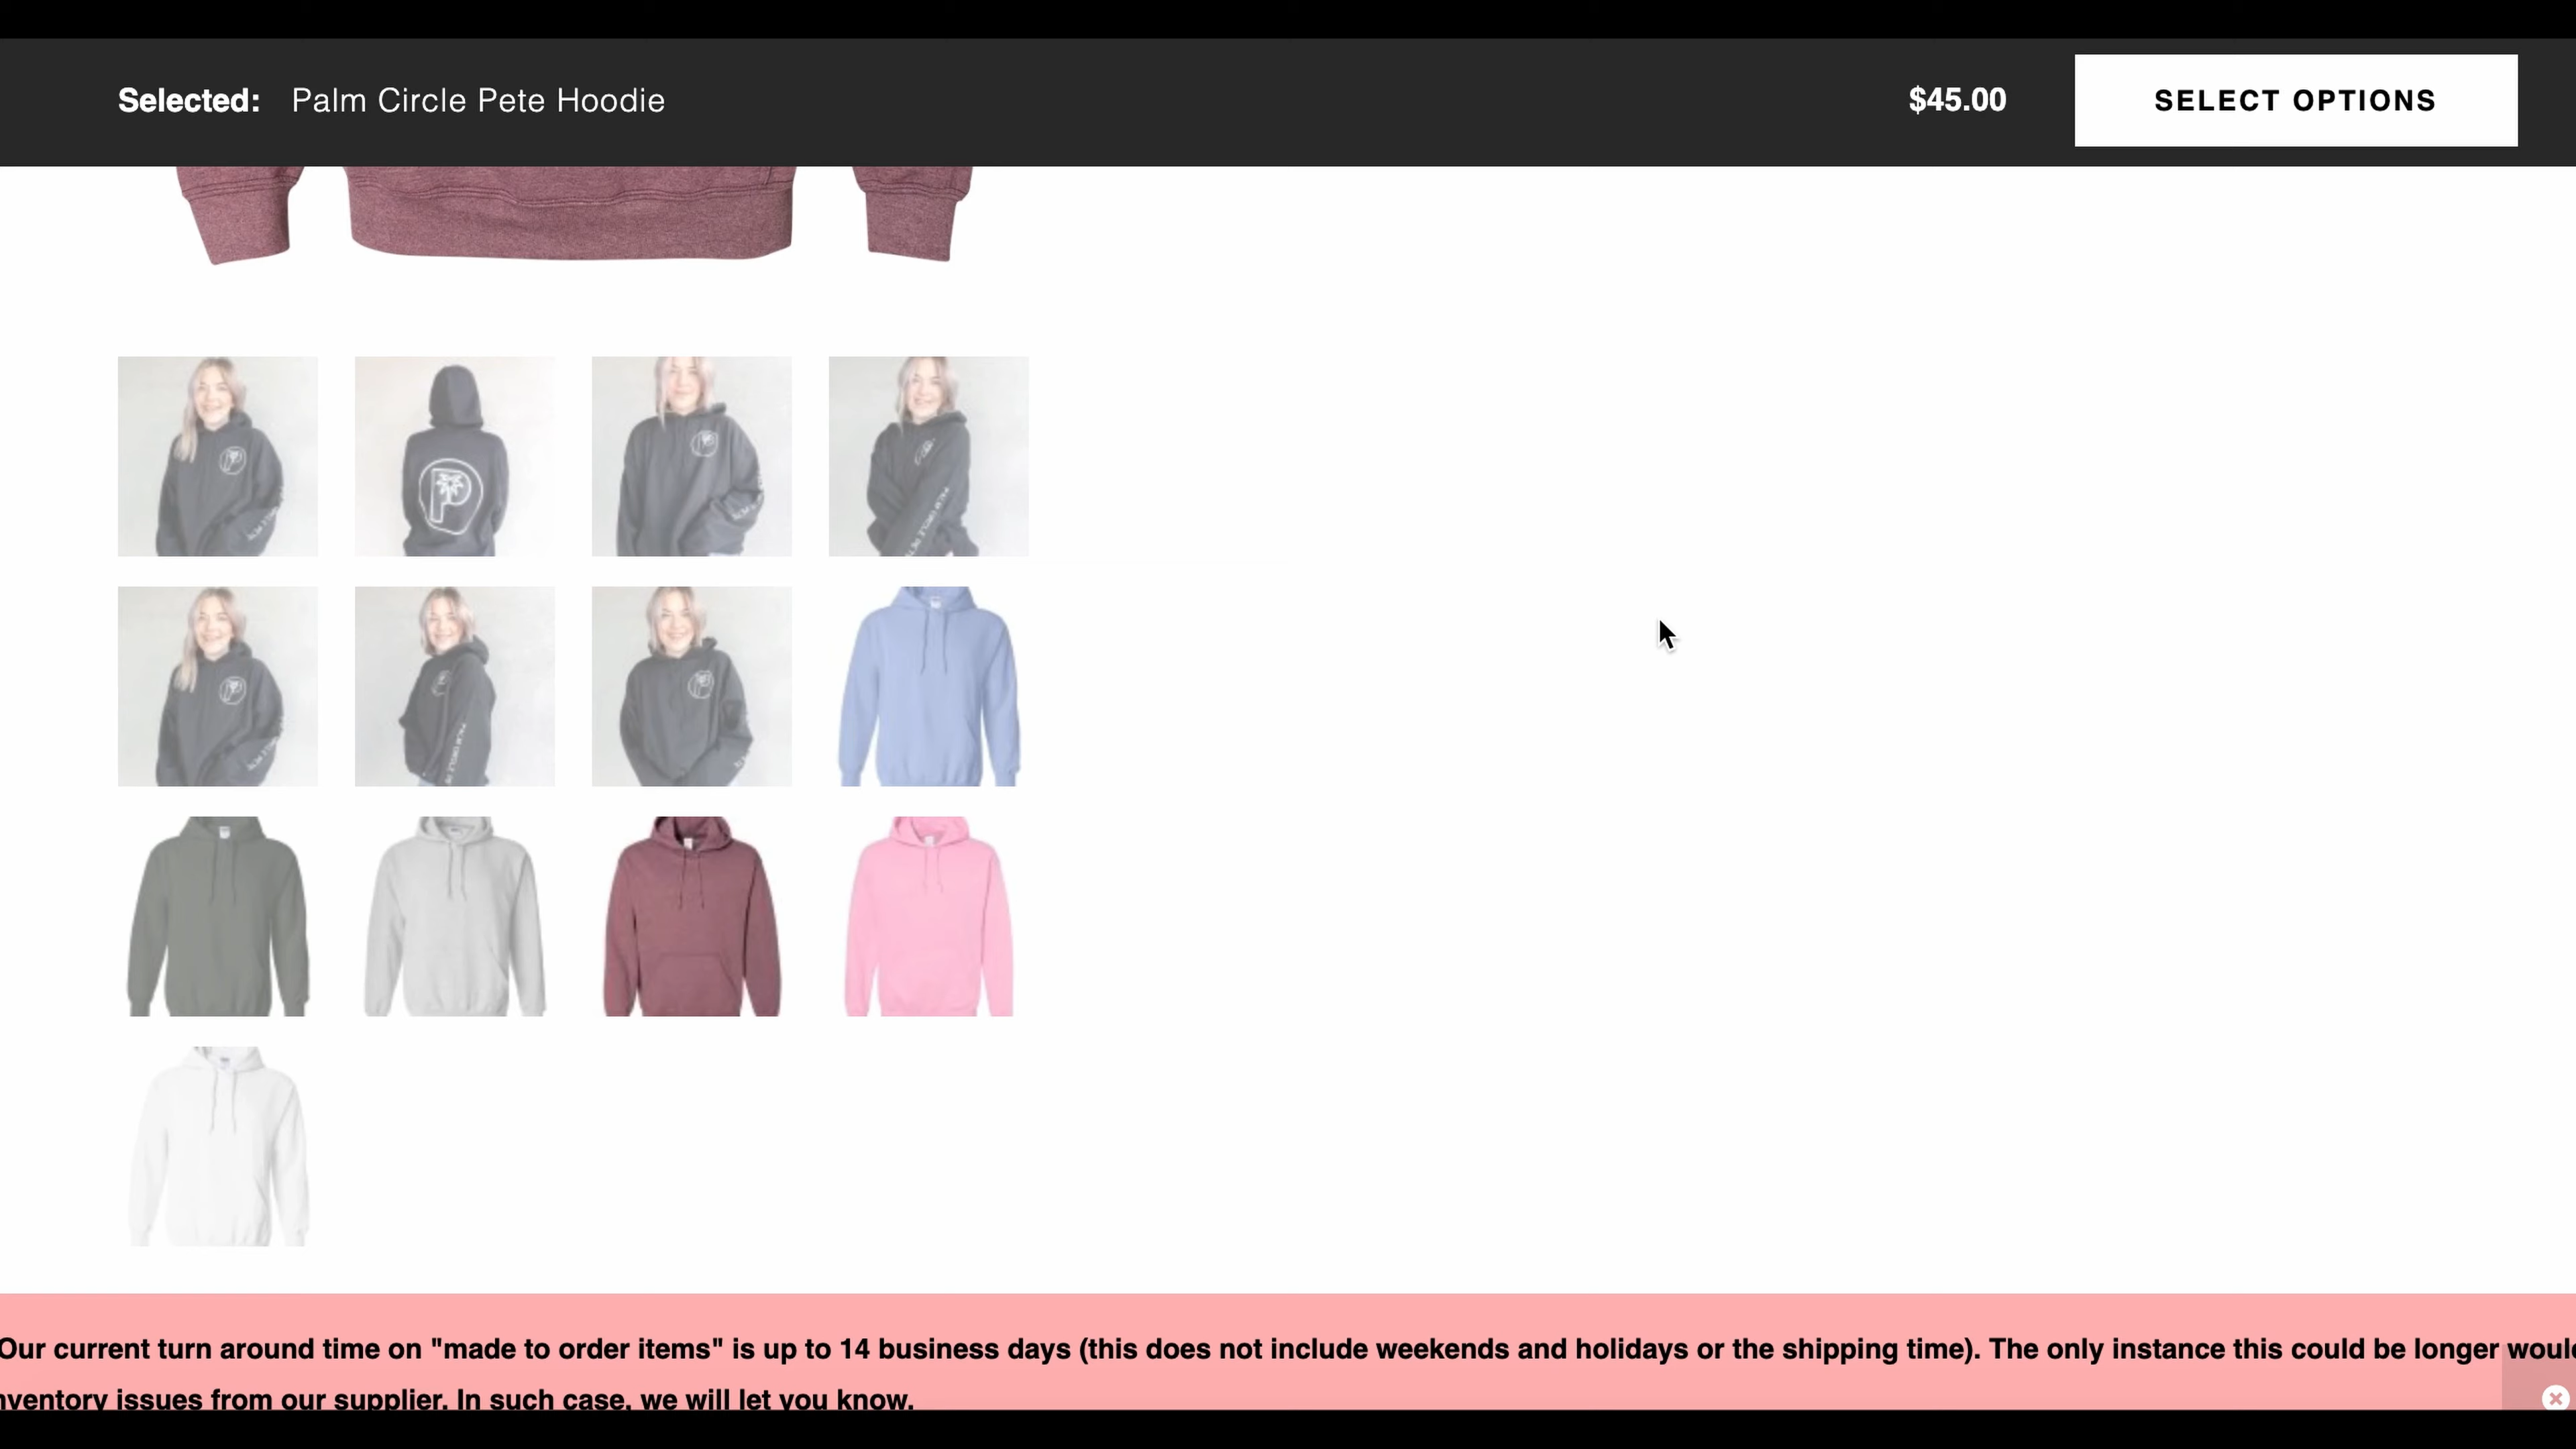 Selected: Palm Circle Pete Hoodie $45.00 SELECT OPTIONS
Our current turn around time on "made to order items" is up to 14 business days (this does not include weekends and holidays or the shipping time). The only instance this could be longer
issues from our supplier. In such case, we will let you know.